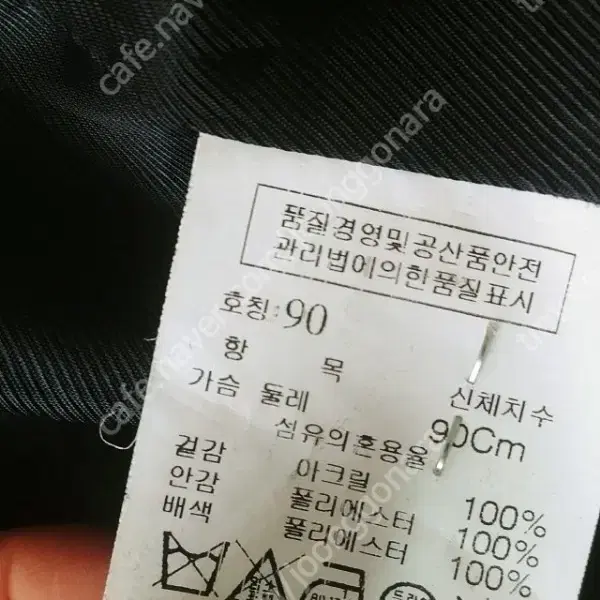 품질경영및공산품안전
관리법에의한품질표시
호칭:90
항 목 신체치수
가슴 둘레 90Cm
섬유의혼용율
겉감 아크릴 100%
안감 폴리에스터 100%
배색 폴리에스터 100%
cafe.naver
joonggonara